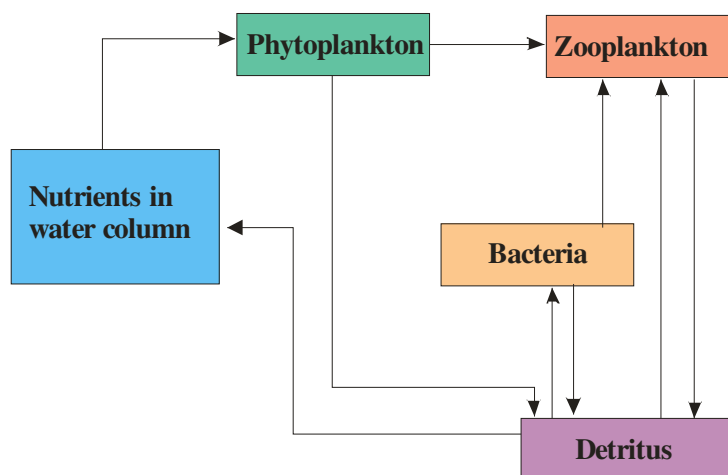 Phytoplankton
Zooplankton
Nutrients in
water column
Bacteria
Detritus